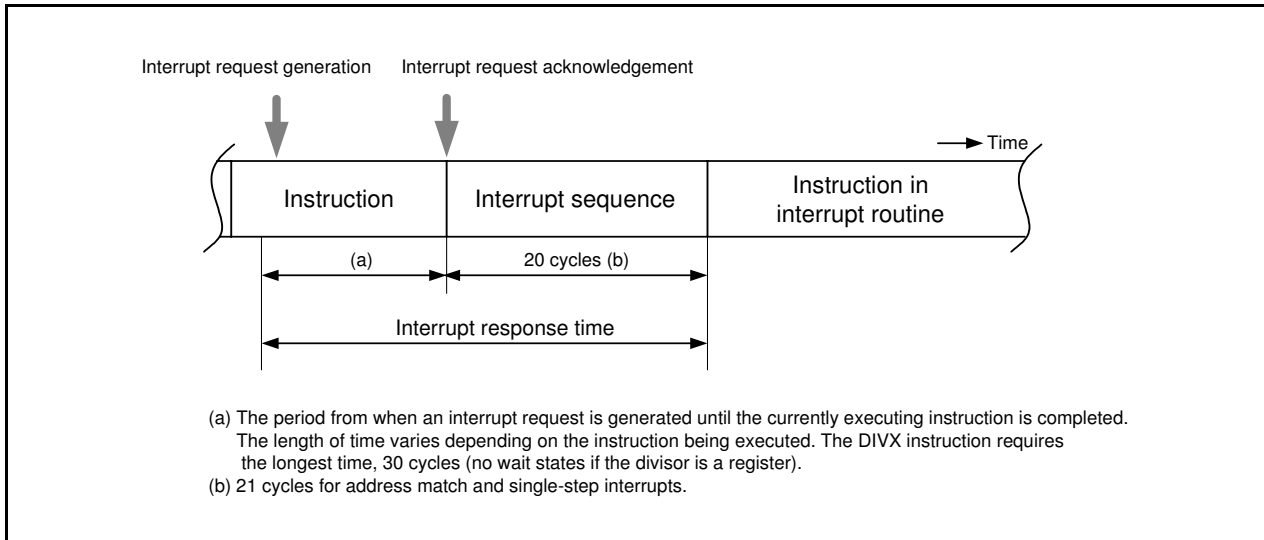 Interrupt request generation
Interrupt request acknowledgement
Time
Instruction
Interrupt sequence
Instruction in
interrupt routine
(a)
20 cycles (b)
Interrupt response time
(a) The period from when an interrupt request is generated until the currently executing instruction is completed.
The length of time varies depending on the instruction being executed. The DIVX instruction requires
the longest time, 30 cycles (no wait states if the divisor is a register).
(b) 21 cycles for address match and single-step interrupts.